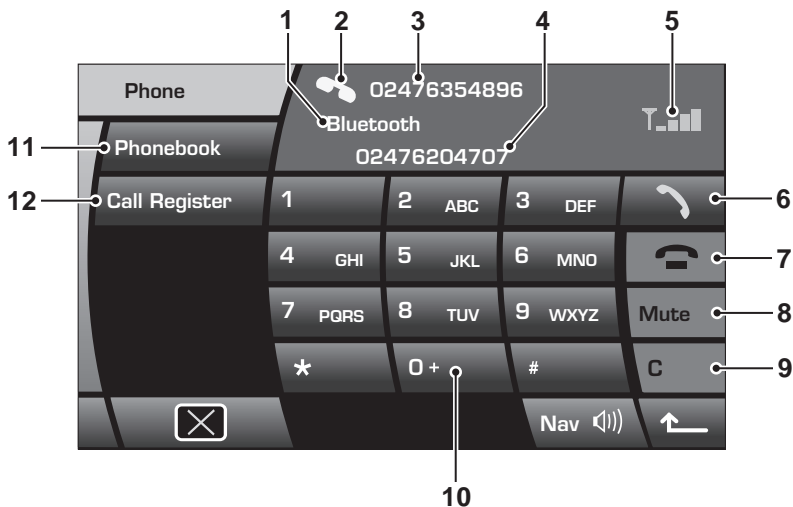 1 2 3 4 5
Phone
02476354896
Bluetooth
02476204707
11 Phonebook
12 Call Register
1 2 ABC 3 DEF 6
4 GHI 5 JKL 6 MNO 7
7 PQRS 8 TUV 9 WXYZ Mute 8
* 0 + # C 9
Nav
10